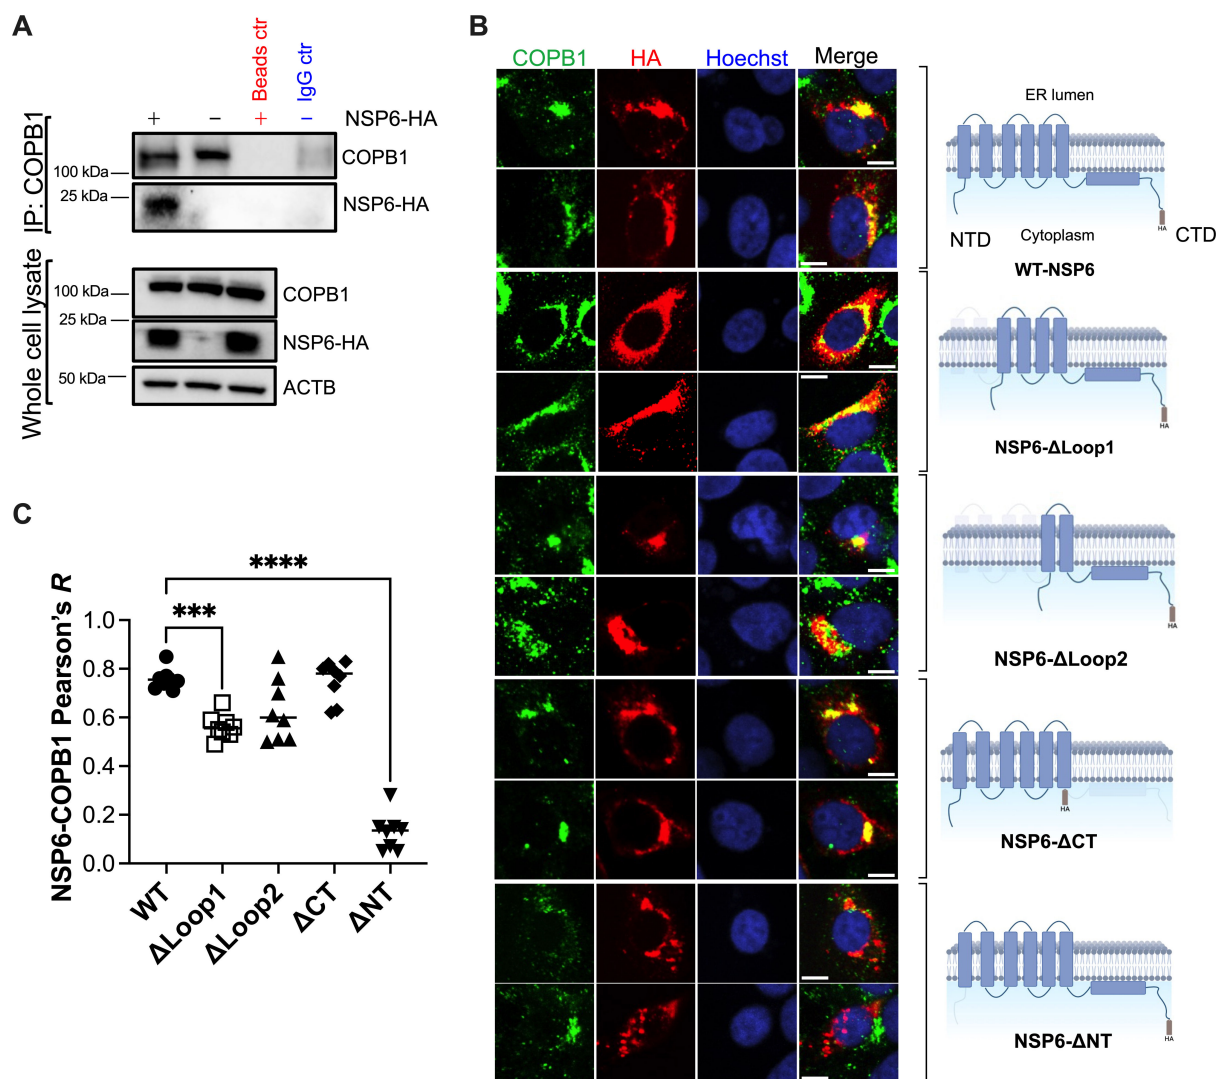 A
Beads ctr
IgG ctr
+ − + − NSP6-HA
IP: COPB1
COPB1
100 kDa
25 kDa
NSP6-HA
Whole cell lysate
100 kDa
COPB1
25 kDa
NSP6-HA
50 kDa
ACTB
B
COPB1 HA Hoechst Merge
ER lumen
NTD
Cytoplasm
HA
CTD
WT-NSP6
HA
NSP6-ΔLoop1
HA
NSP6-ΔLoop2
HA
NSP6-ΔCT
HA
NSP6-ΔNT
C
NSP6-COPB1 Pearson's R
****
***
1.0
0.8
0.6
0.4
0.2
0.0
WT
ΔLoop1
ΔLoop2
ΔCT
ΔNT